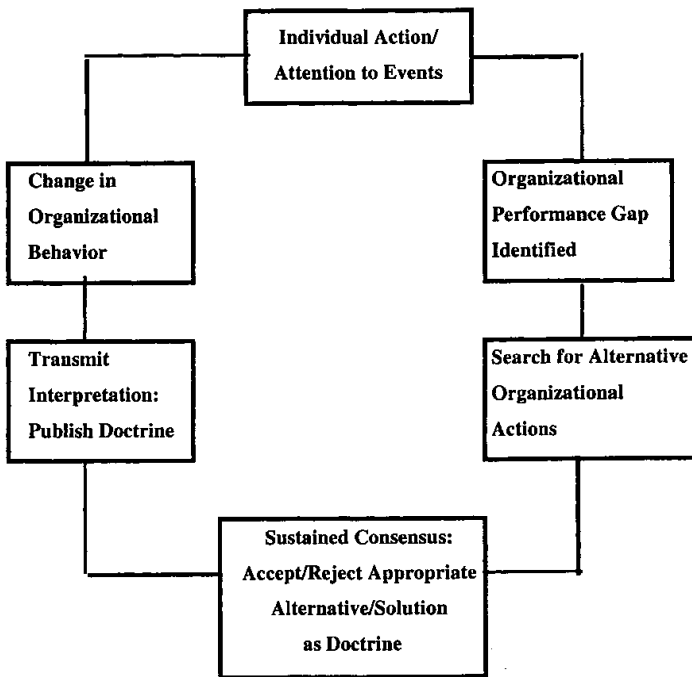 Individual Action/
Attention to Events
Organizational
Performance Gap
Identified
Search for Alternative
Organizational
Actions
Sustained Consensus:
Accept/Reject Appropriate
Alternative/Solution
as Doctrine
Transmit
Interpretation:
Publish Doctrine
Change in
Organizational
Behavior